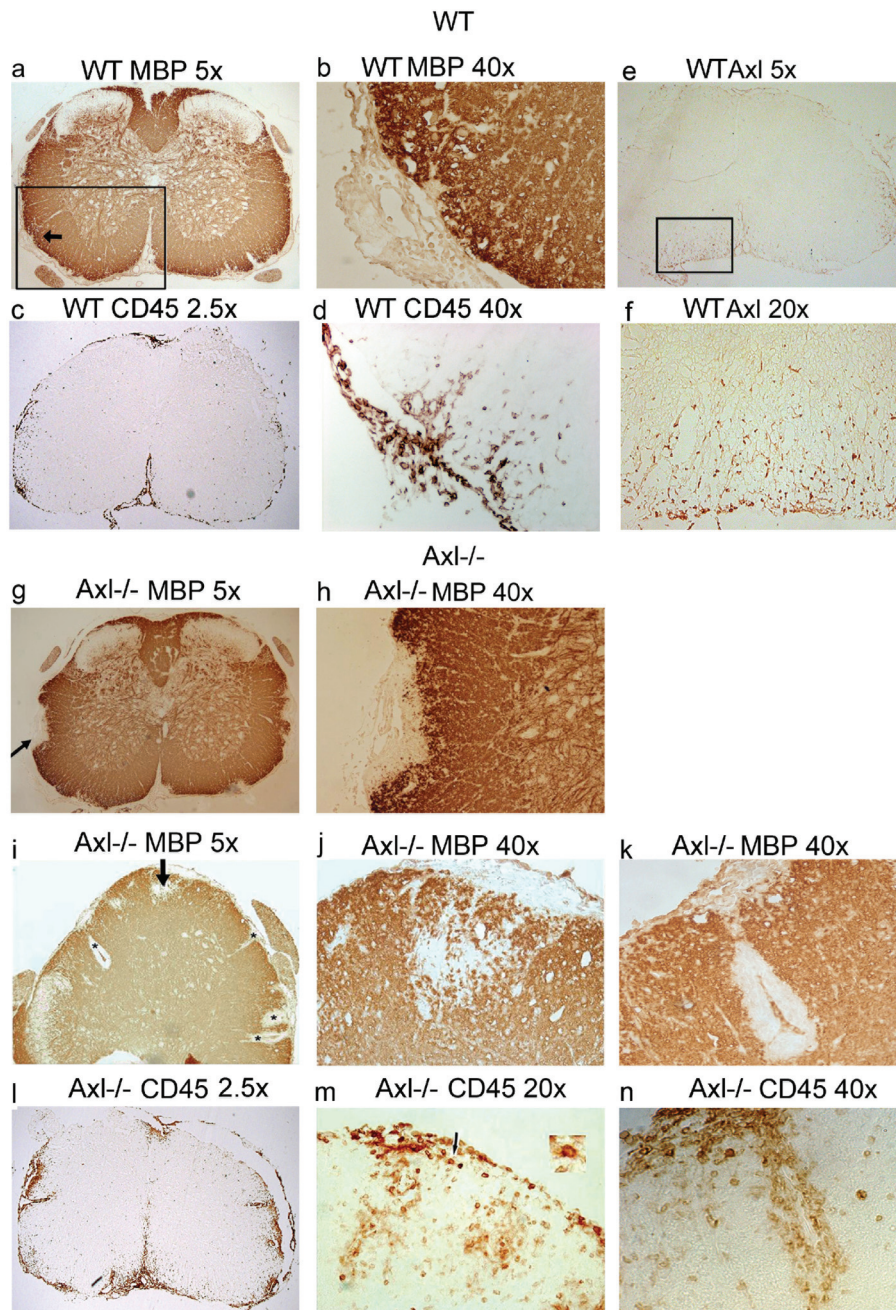 WT
a WT MBP 5x
b WT MBP 40x
e WT Axl 5x
c WT CD45 2.5x
d WT CD45 40x
f WT Axl 20x
Axl-/-
g Axl-/- MBP 5x
h Axl-/- MBP 40x
i Axl-/- MBP 5x
j Axl-/- MBP 40x
k Axl-/- MBP 40x
* * * *
l Axl-/- CD45 2.5x
m Axl-/- CD45 20x
n Axl-/- CD45 40x